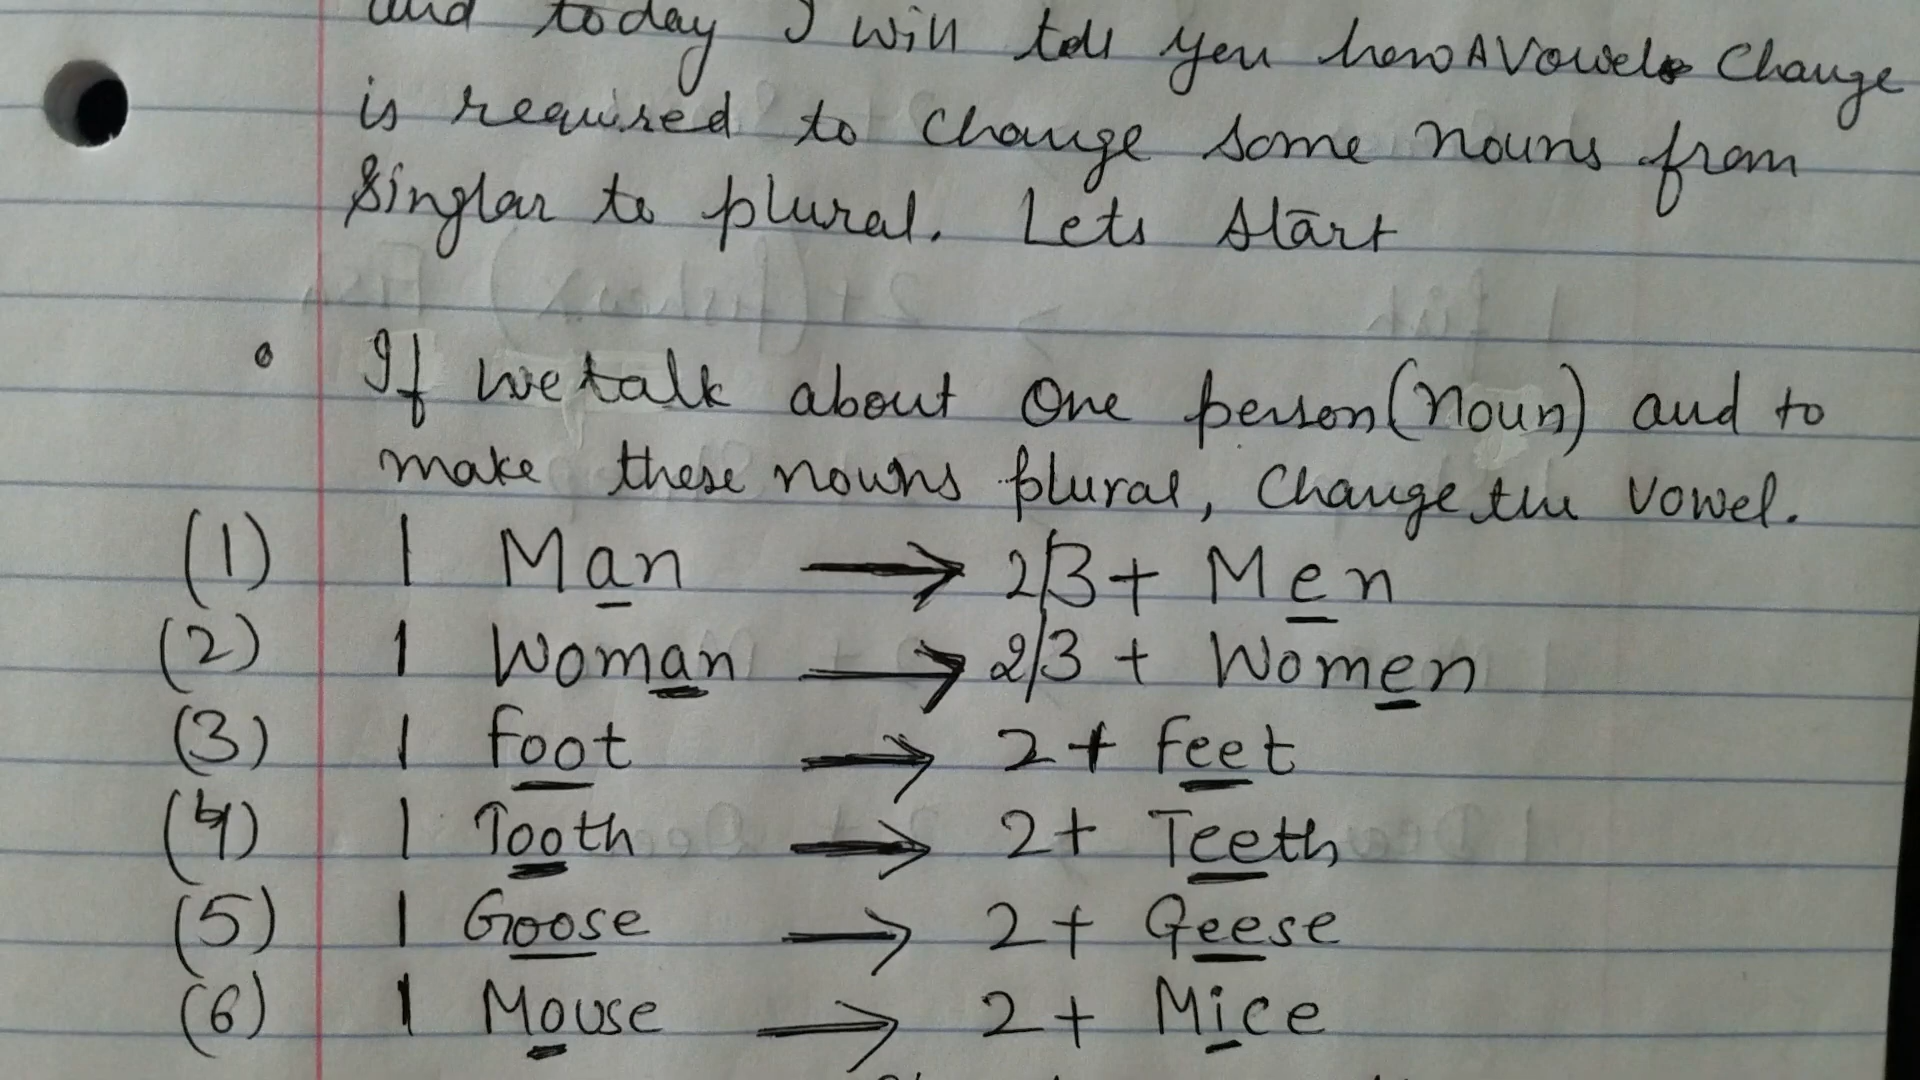 and today I will tell you how A Vowel Change
is required to change some nouns from
Singlar to plural. Lets start
If we talk about One person (Noun) and to
make these nouns plural, Change the Vowel.
(1) 1 Man → 2/3+ Men
(2) 1 Woman → 2/3 + Women
(3) 1 foot → 2+ feet
(4) 1 Tooth → 2+ Teeth
(5) 1 Goose → 2+ Geese
(6) 1 Mouse → 2+ Mice